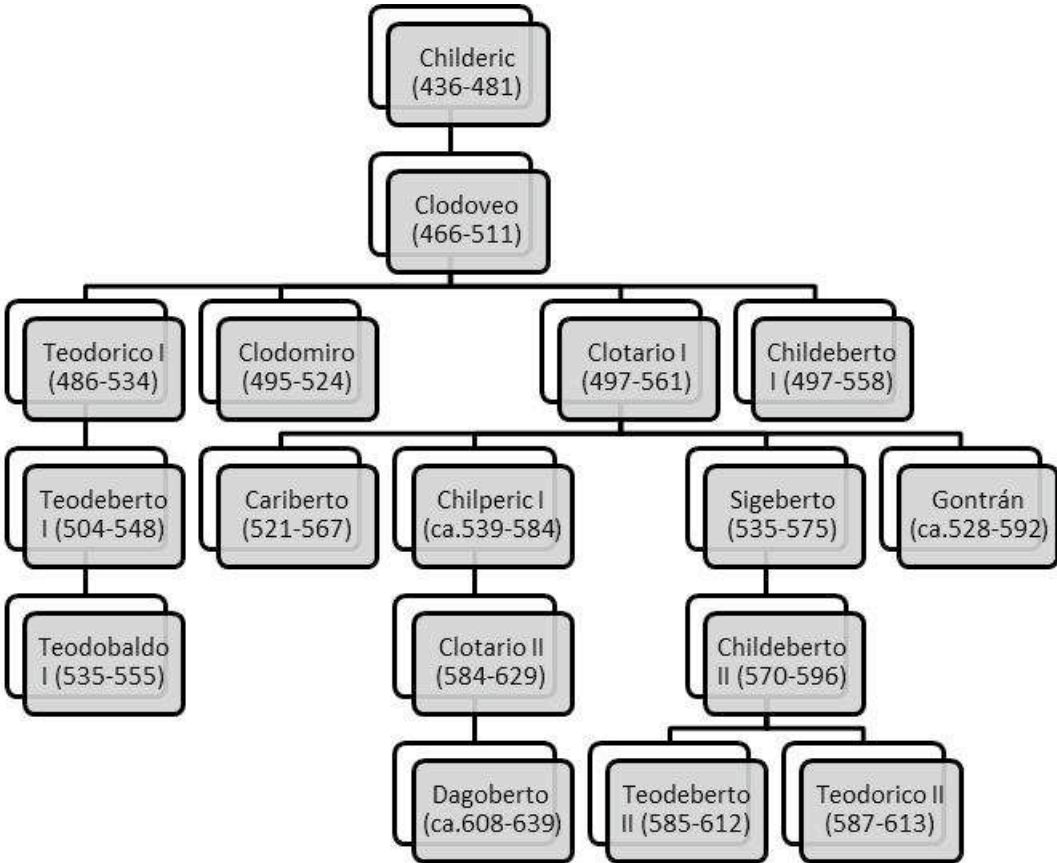 Childeric
(436-481)
Clodoveo
(466-511)
Teodorico I
(486-534)
Clodomiro
(495-524)
Clotario I
(497-561)
Childeberto
I (497-558)
Teodeberto
I (504-548)
Cariberto
(521-567)
Chilperic I
(ca.539-584)
Sigeberto
(535-575)
Gontrán
(ca.528-592)
Teodobaldo
I (535-555)
Clotario II
(584-629)
Childeberto
II (570-596)
Dagoberto
(ca.608-639)
Teodeberto
II (585-612)
Teodorico II
(587-613)